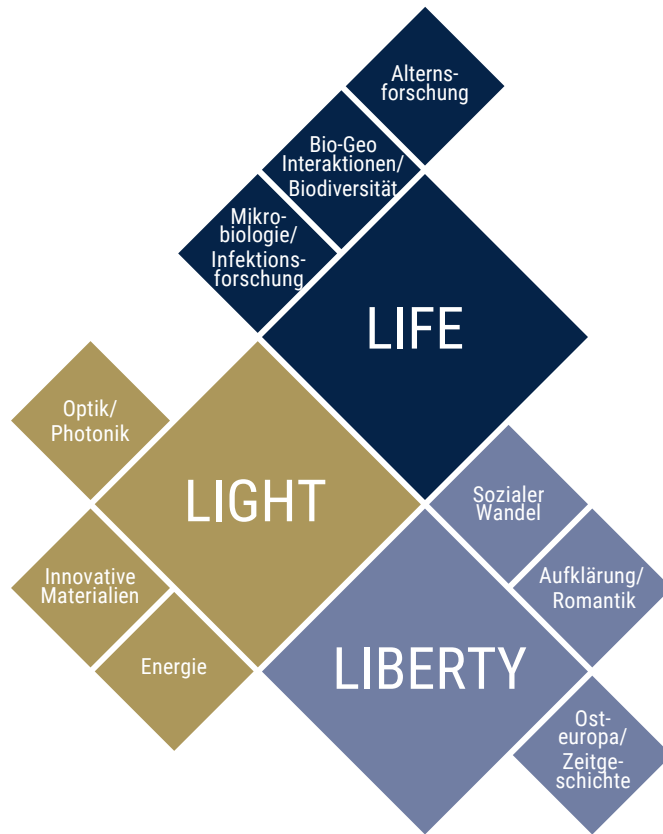 Alterns-
forschung
Bio-Geo
Interaktionen/
Biodiversität
Mikro-
biologie/
Infektions-
forschung
LIFE
Optik/
Photonik
LIGHT
Innovative
Materialien
Energie
Sozialer
Wandel
Aufklärung/
Romantik
LIBERTY
Ost-
europa/
Zeitge-
schichte